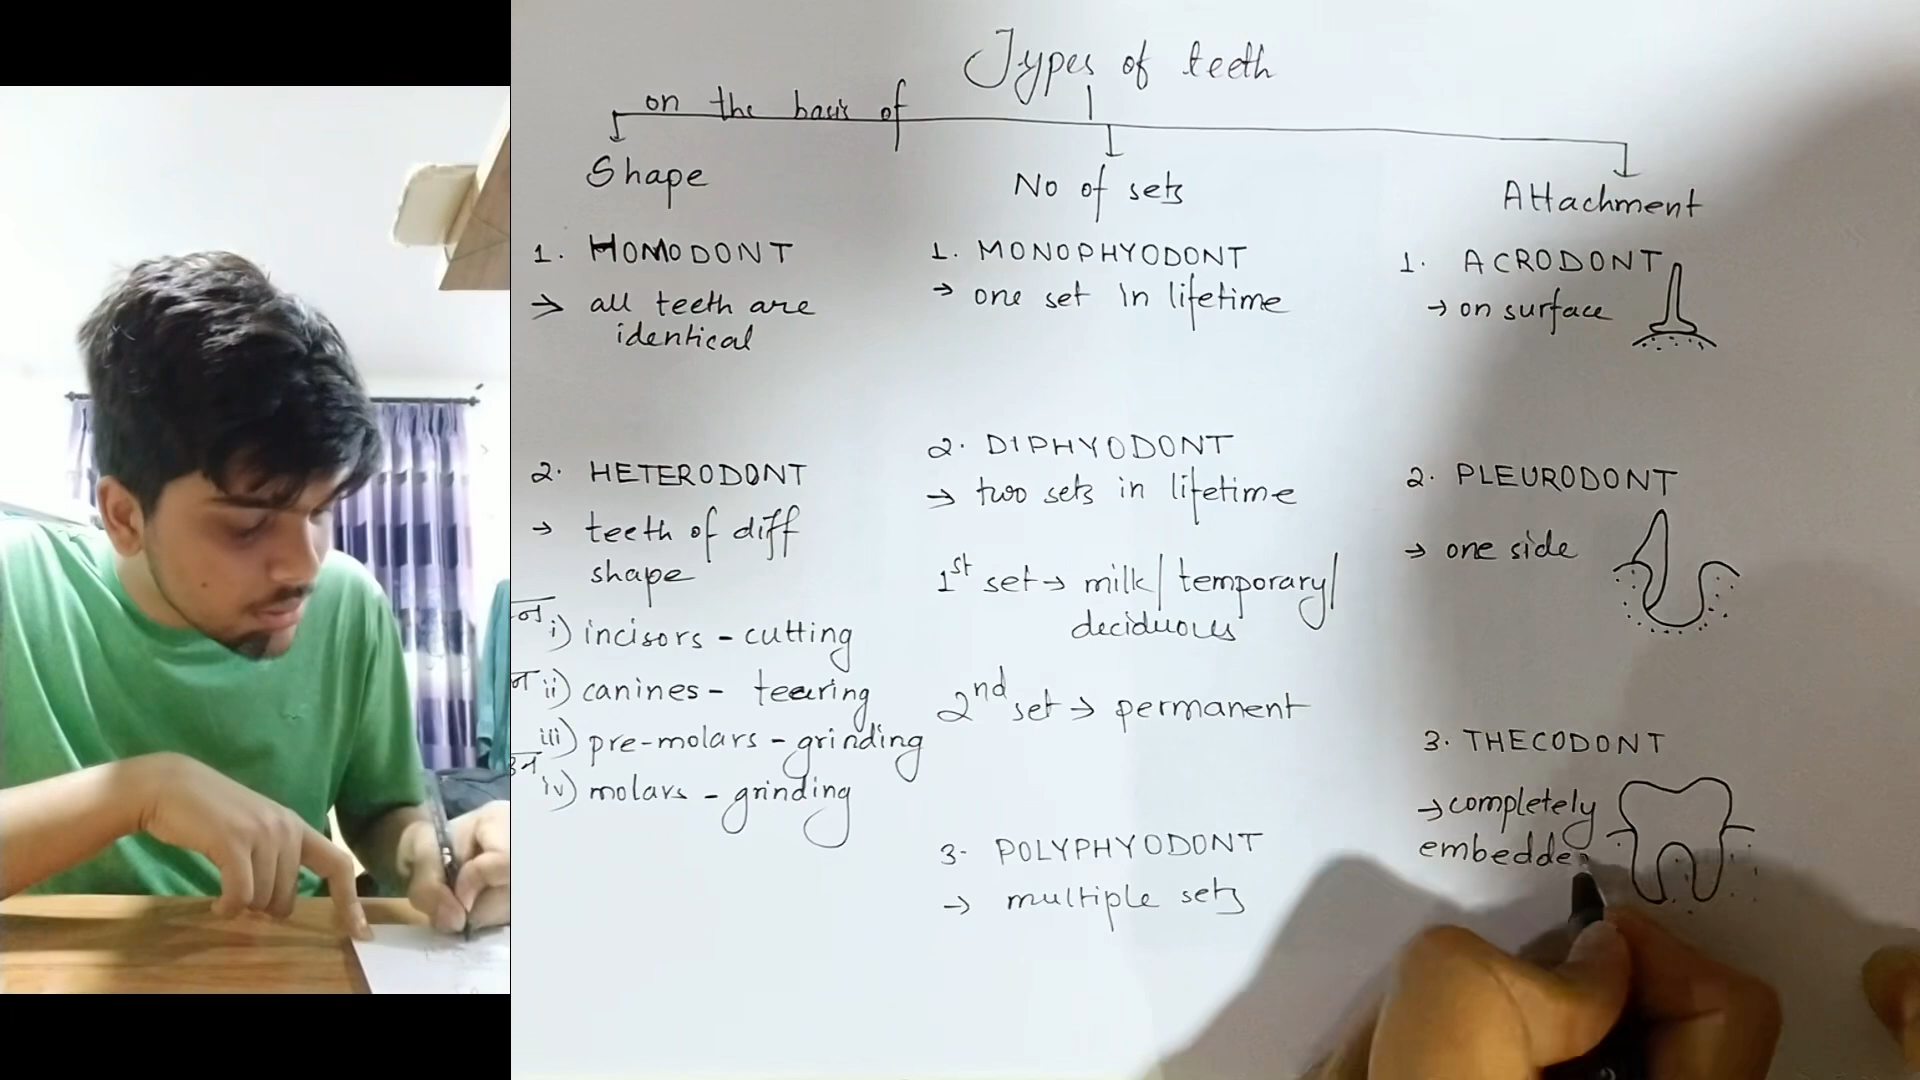 Types of teeth
on the basis of
Shape
1. HOMODONT
→ all teeth are
identical
2. HETERODONT
→ teeth of diff
shape
i) incisors - cutting
ii) canines - tearing
iii) pre-molars - grinding
iv) molars - grinding
No of sets
1. MONOPHYODONT
→ one set in lifetime
2. DIPHYODONT
→ two sets in lifetime
1st set → milk/temporary/
deciduous
2nd set → permanent
3- POLYPHYODONT
→ multiple sets
Attachment
1. ACRODONT
→ on surface
2. PLEURODONT
→ one side
3. THECODONT
→ completely
embedde